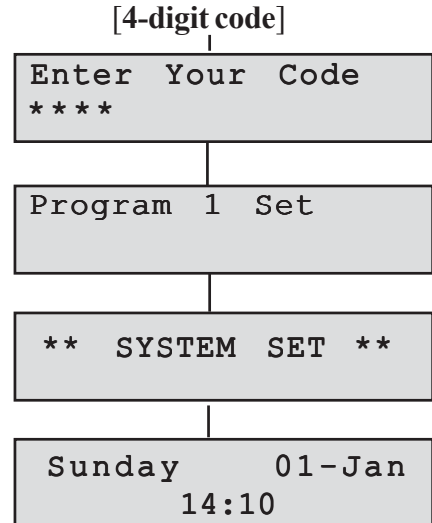 [4-digit code]
Enter Your Code
****
Program 1 Set
** SYSTEM SET **
Sunday 01-Jan
14:10